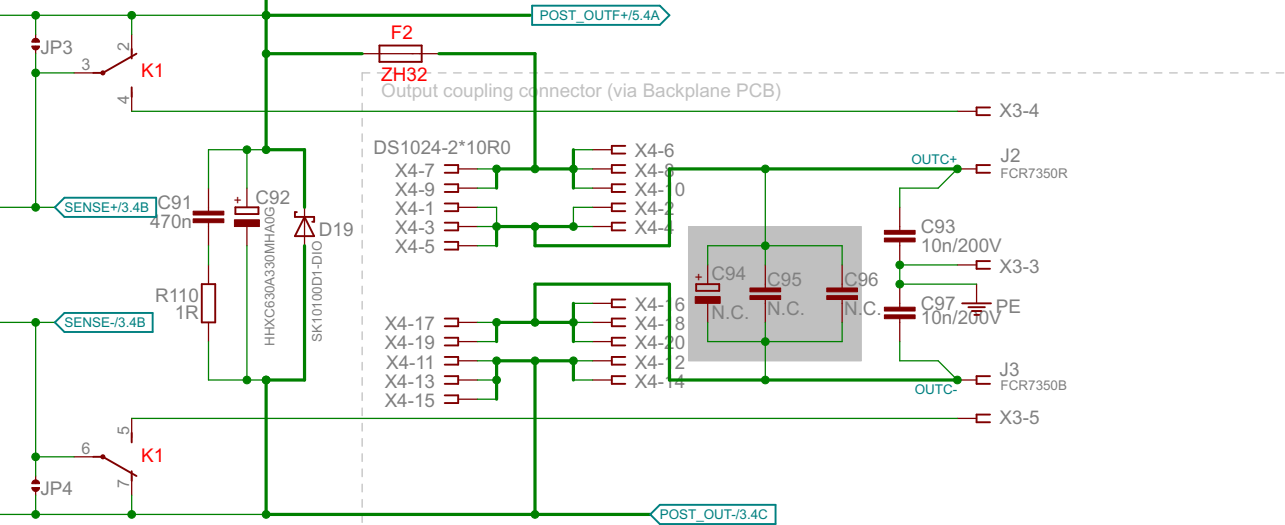 POST_OUTF+/5.4A
F2
ZH32
JP3
2
3
K1
4
Output coupling connector (via Backplane PCB)
X3-4
DS1024-2*10R0
X4-7
X4-9
X4-1
X4-3
X4-5
X4-6
X4-8
X4-10
X4-2
X4-4
OUTC+
J2
FCR7350R
SENSE+/3.4B
C91
470n
+
C92
HHXC630A330MHA0G
D19
SK10100D1-DIO
R110
1R
SENSE-/3.4B
+
C94
N.C.
C95
N.C.
C96
N.C.
C93
10n/200V
X3-3
C97
10n/200V
PE
X4-17
X4-19
X4-11
X4-13
X4-15
X4-16
X4-18
X4-20
X4-12
X4-14
OUTC-
J3
FCR7350B
X3-5
5
6
K1
7
JP4
POST_OUT-/3.4C